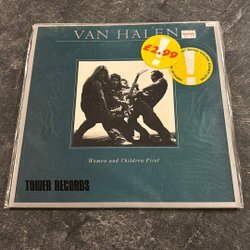 VAN HALEN
£2.99
Women and Children First
TOWER RECORDS